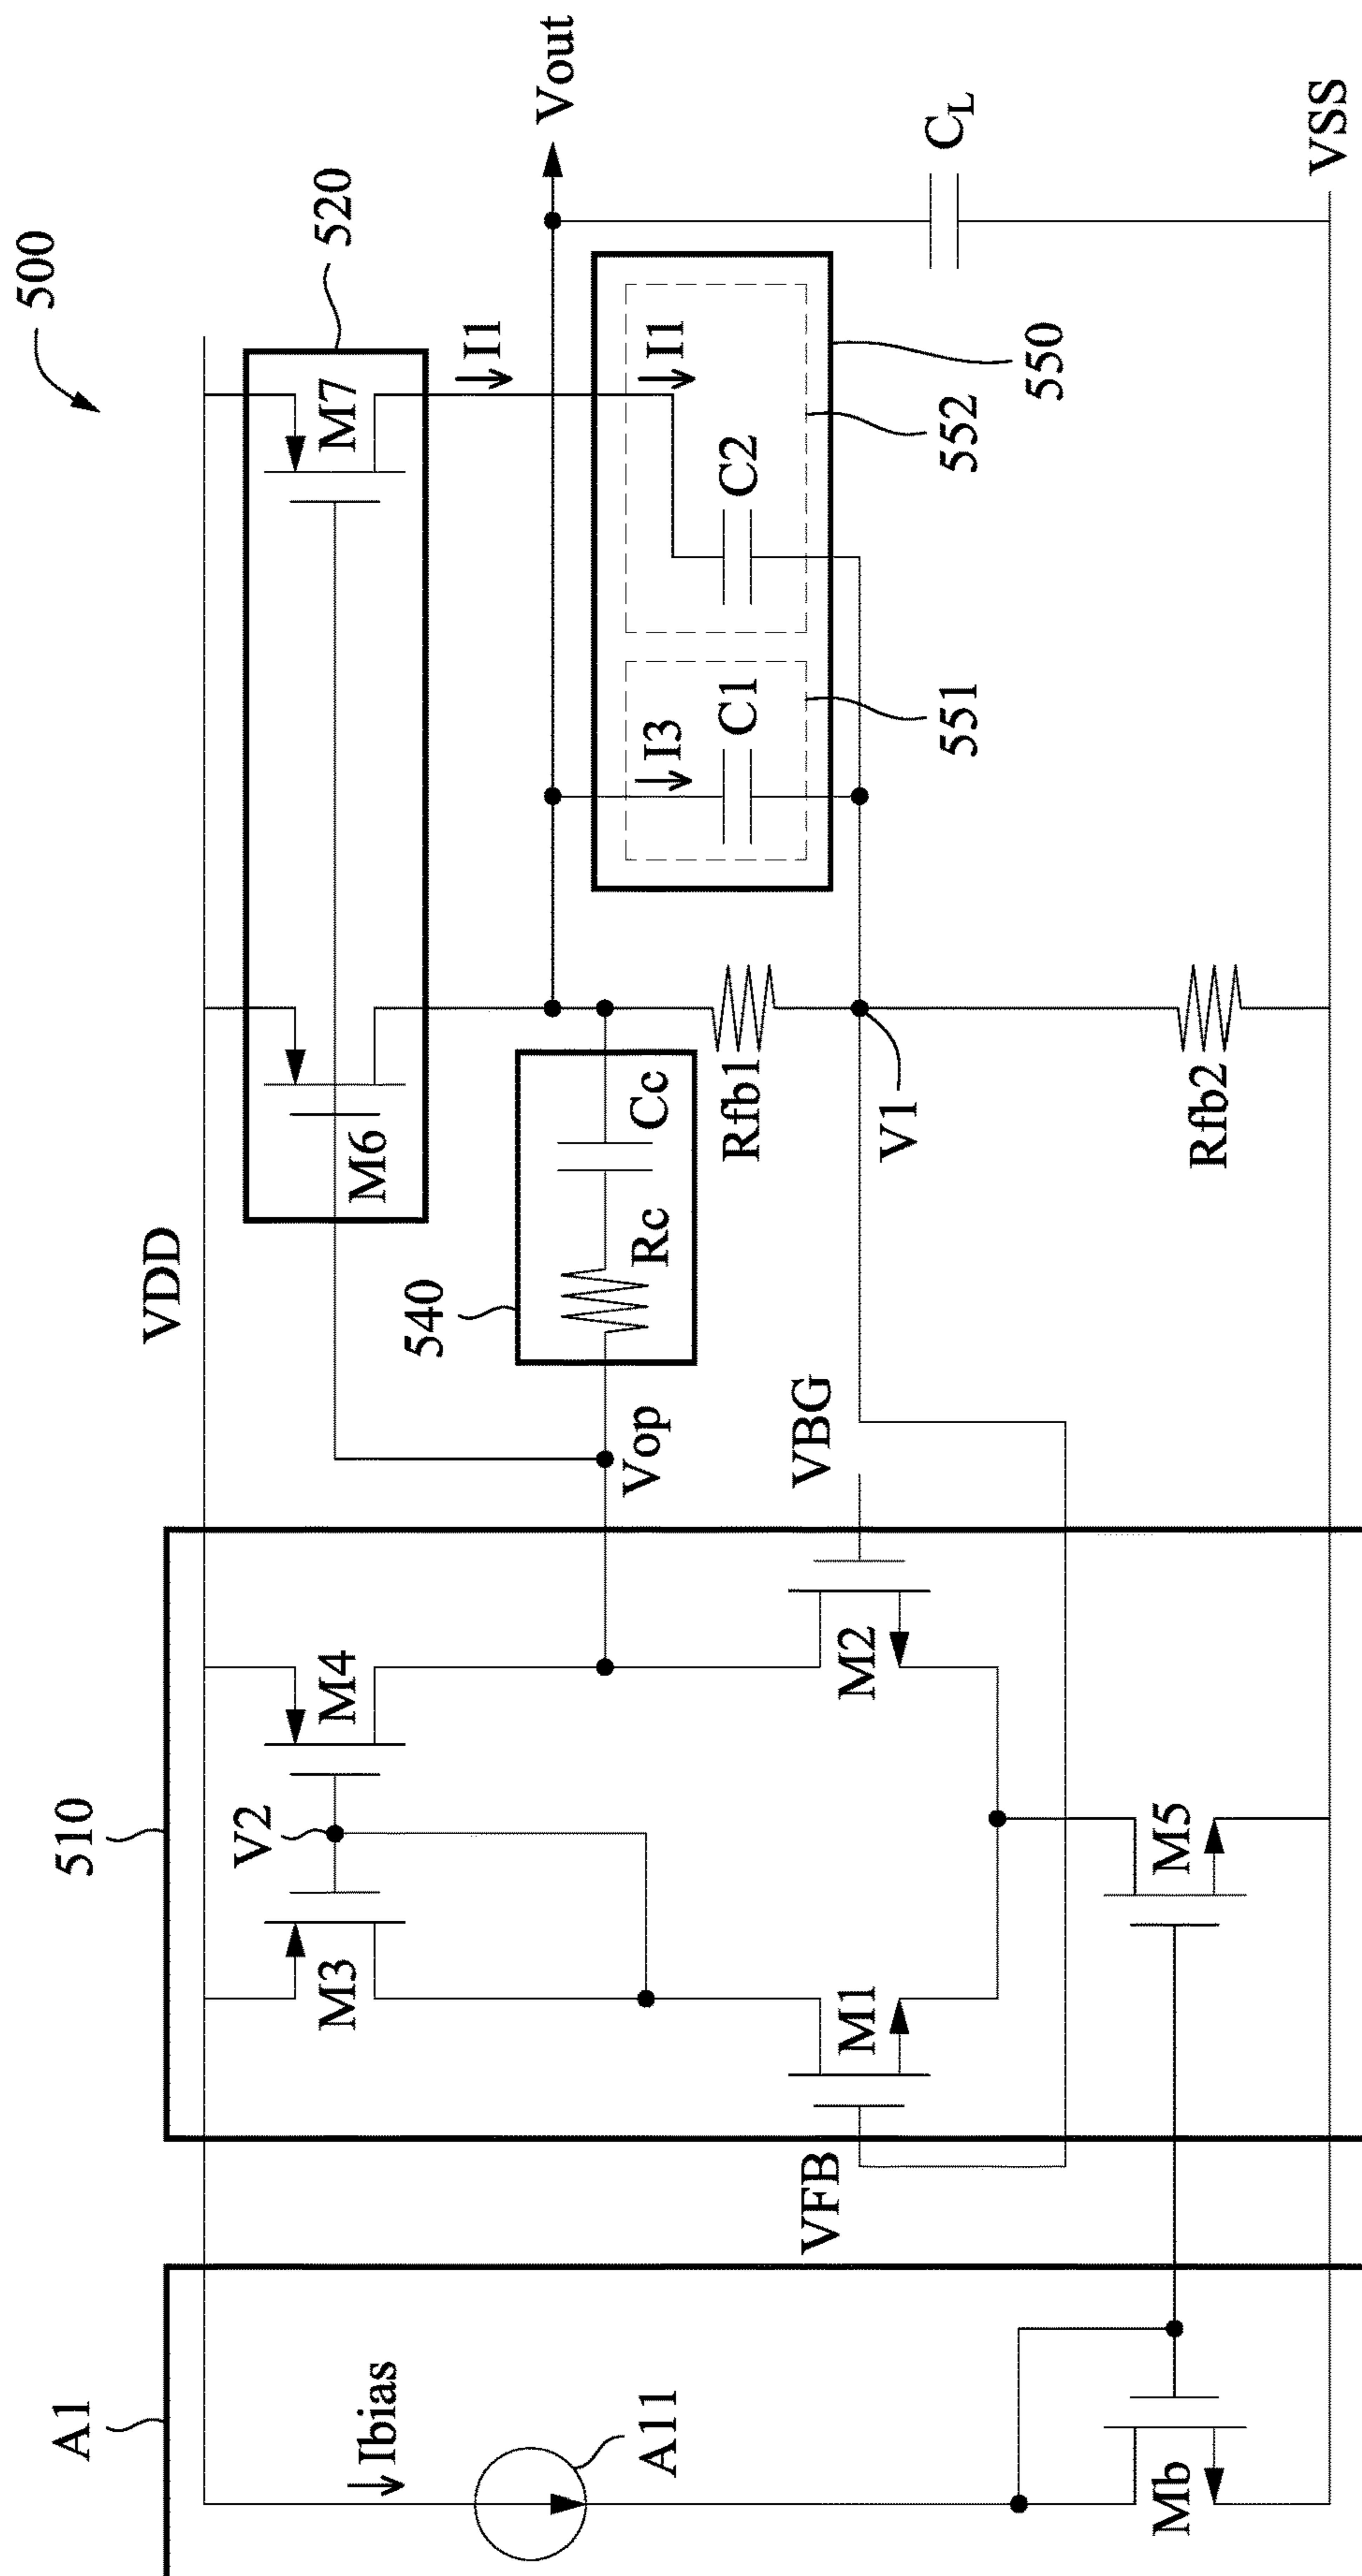 500
A1
Ibias
A11
Mb
510
V2
M3
M4
M1
M2
M5
VFB
VBG
VDD
Vop
540
Rc
Cc
M6
M7
520
I1
Vout
Rfb1
V1
Rfb2
I3
C1
551
I1
C2
552
550
CL
VSS